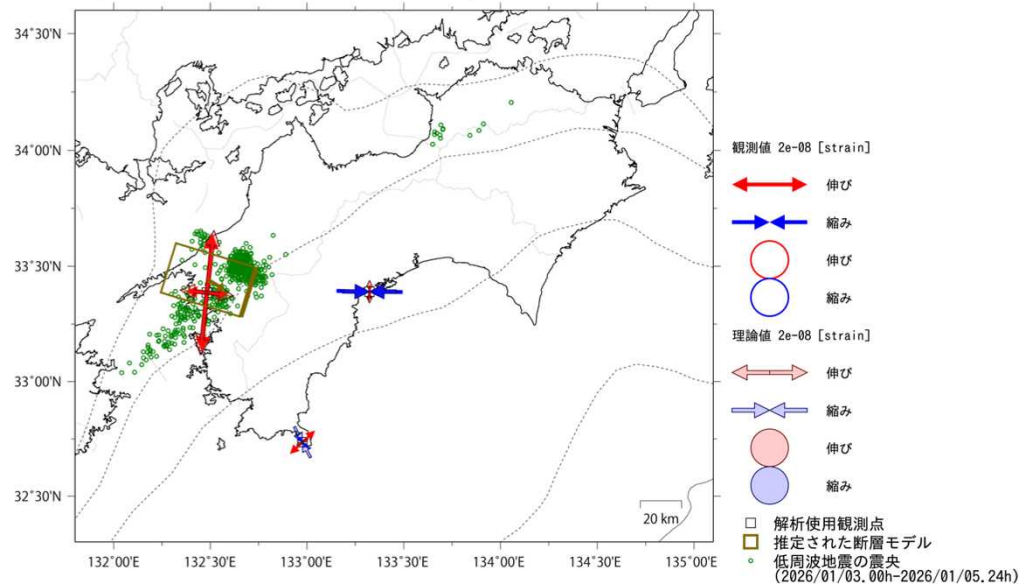 34°30'N
34°00'N
33°30'N
33°00'N
32°30'N
132°00'E
132°30'E
133°00'E
133°30'E
134°00'E
134°30'E
135°00'E
20 km
観測値 2e-08 [strain]
伸び
縮み
伸び
縮み
理論値 2e-08 [strain]
伸び
縮み
伸び
縮み
解析使用観測点
推定された断層モデル
低周波地震の震央
(2026/01/03.00h-2026/01/05.24h)